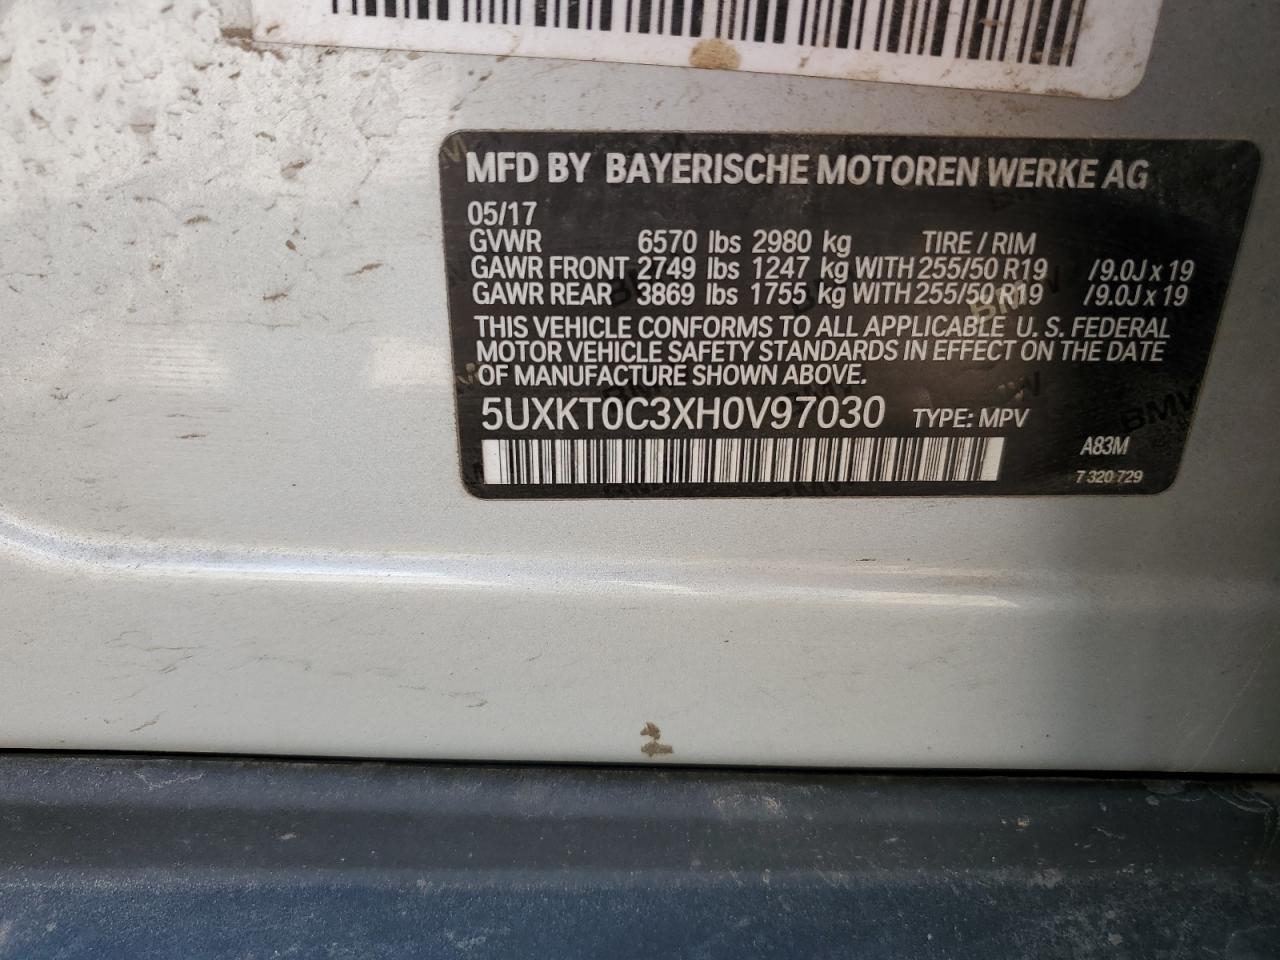 MFD BY BAYERISCHE MOTOREN WERKE AG
05/17
GVWR 6570 lbs 2980 kg TIRE / RIM
GAWR FRONT 2749 lbs 1247 kg WITH 255/50 R19 /9.0J x 19
GAWR REAR 3869 lbs 1755 kg WITH 255/50 R19 /9.0J x 19
THIS VEHICLE CONFORMS TO ALL APPLICABLE U. S. FEDERAL
MOTOR VEHICLE SAFETY STANDARDS IN EFFECT ON THE DATE
OF MANUFACTURE SHOWN ABOVE.
5UXKT0C3XH0V97030 TYPE: MPV
A83M
7 320 729